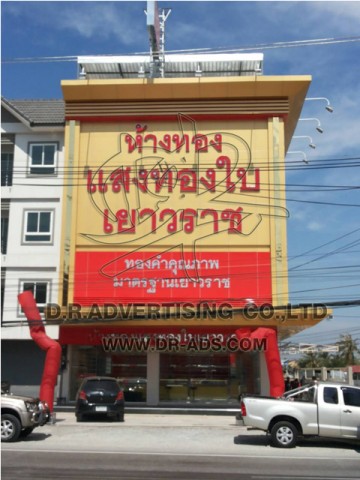 ห้างทอง
แสงทองใบ
เยาวราช
ทองคำคุณภาพ
มาตรฐานเยาวราช
D.R.ADVERTISING CO.,LTD.
WWW.DR-ADS.COM